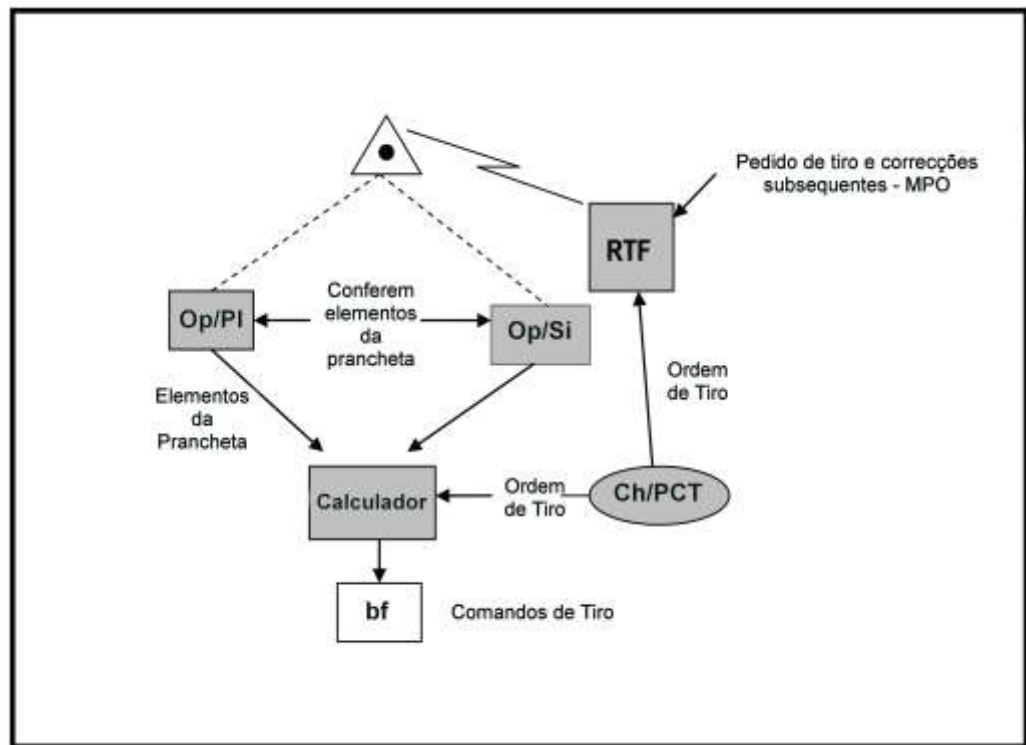 Pedido de tiro e correcções
subsequentes - MPO
RTF
Op/Pl
Conferem
elementos
da
prancheta
Op/Si
Elementos
da
Prancheta
Ordem
de Tiro
Calculador
Ordem
de Tiro
Ch/PCT
bf
Comandos de Tiro